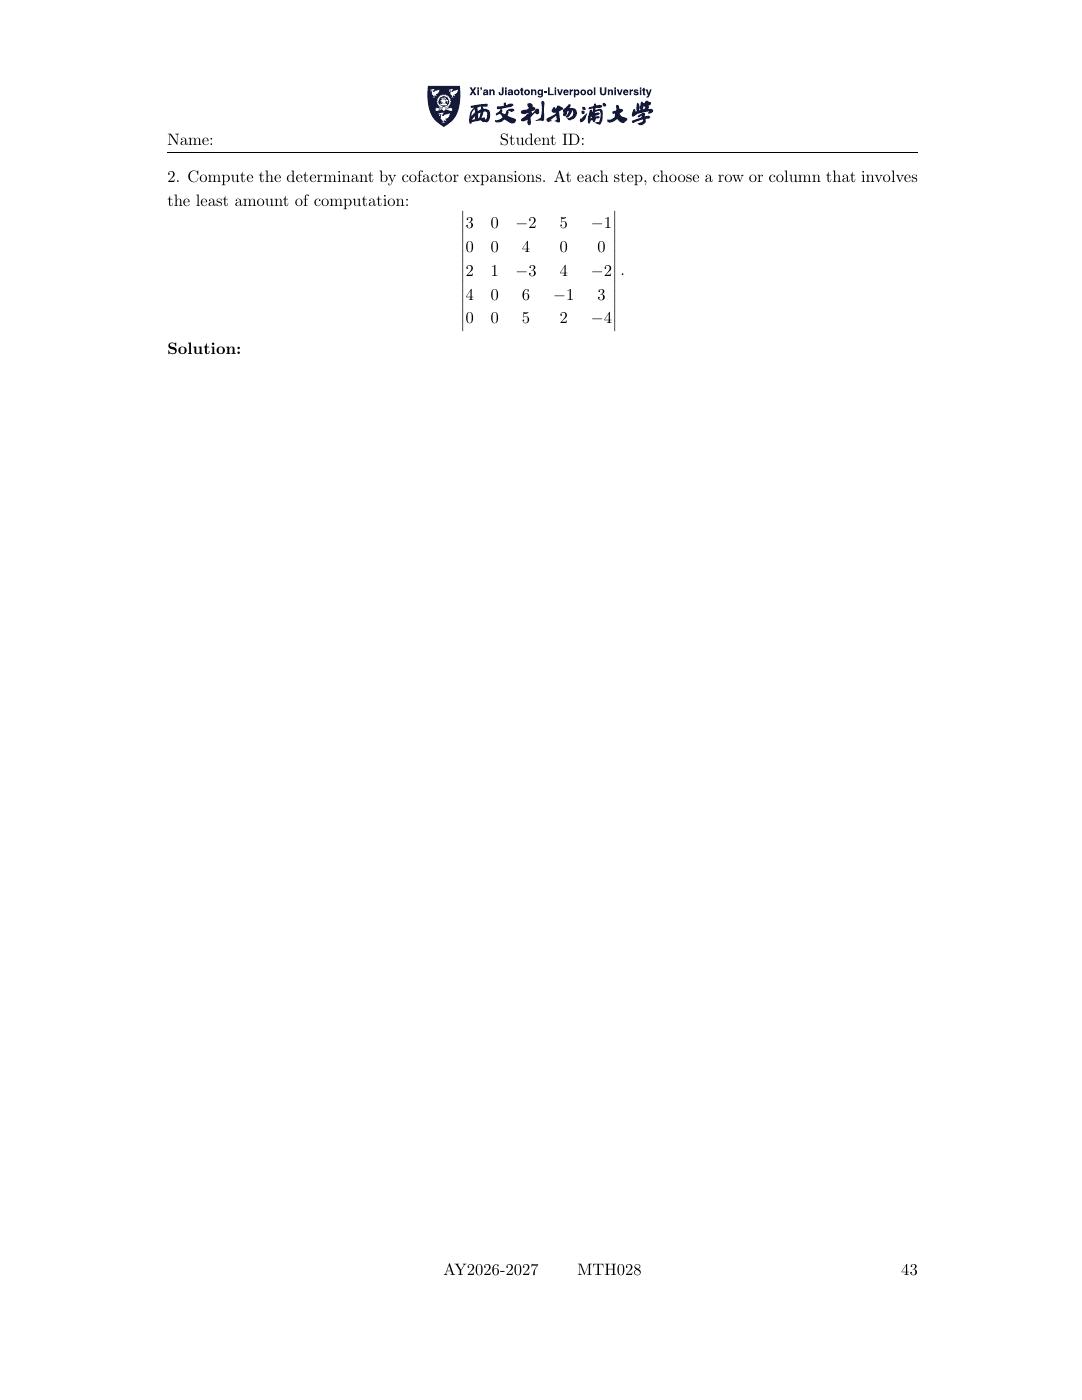 Xi'an Jiaotong-Liverpool University
西交利物浦大學
Name: Student ID:
2. Compute the determinant by cofactor expansions. At each step, choose a row or column that involves
the least amount of computation:
|3 0 −2 5 −1|
|0 0 4 0 0|
|2 1 −3 4 −2| .
|4 0 6 −1 3|
|0 0 5 2 −4|
Solution:
AY2026-2027 MTH028 43